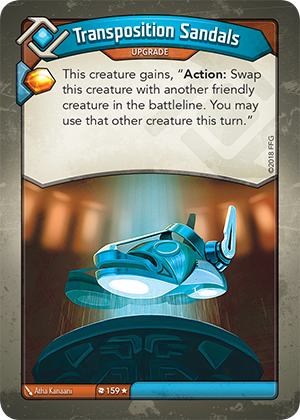 Transposition Sandals
UPGRADE
This creature gains, “Action: Swap
this creature with another friendly
creature in the battleline. You may
use that other creature this turn.”
©2018 FFG
Atha Kanaani
159